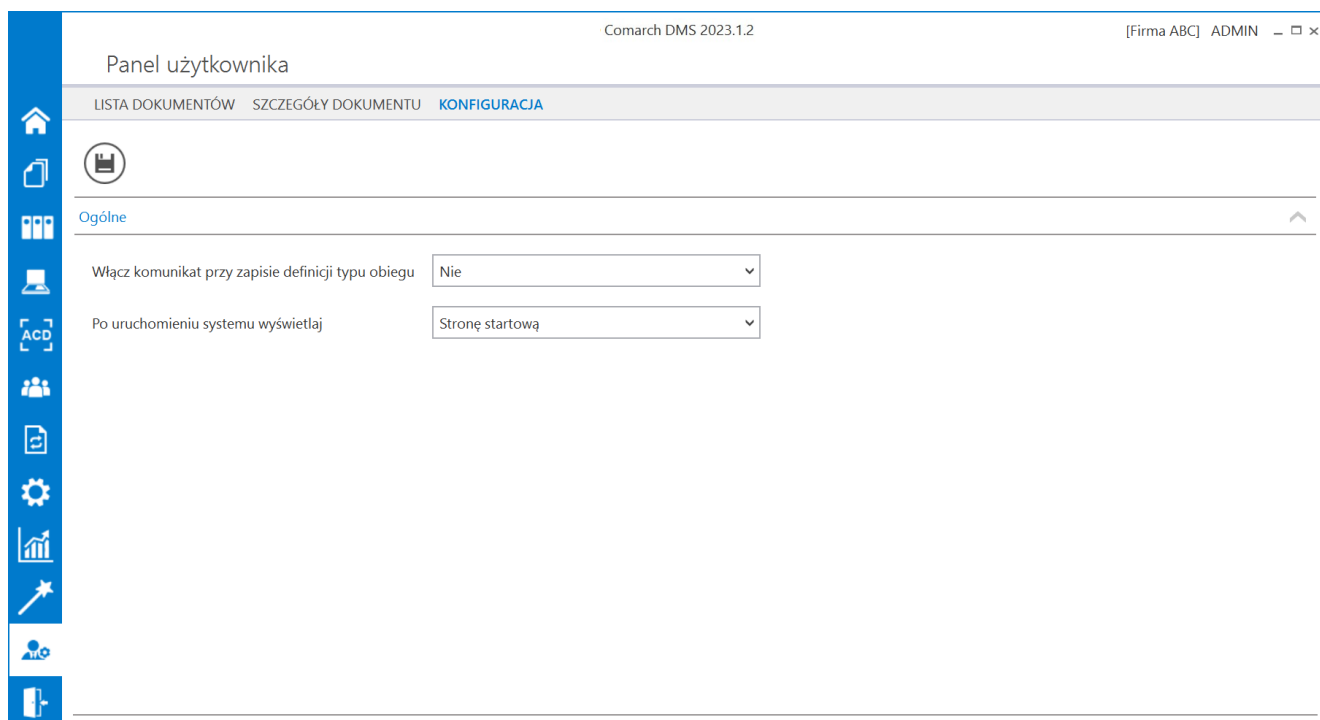 Comarch DMS 2023.1.2
[Firma ABC] ADMIN
Panel użytkownika
LISTA DOKUMENTÓW SZCZEGÓŁY DOKUMENTU KONFIGURACJA
Ogólne
Włącz komunikat przy zapisie definicji typu obiegu Nie
Po uruchomieniu systemu wyświetlaj Stronę startową
ACD